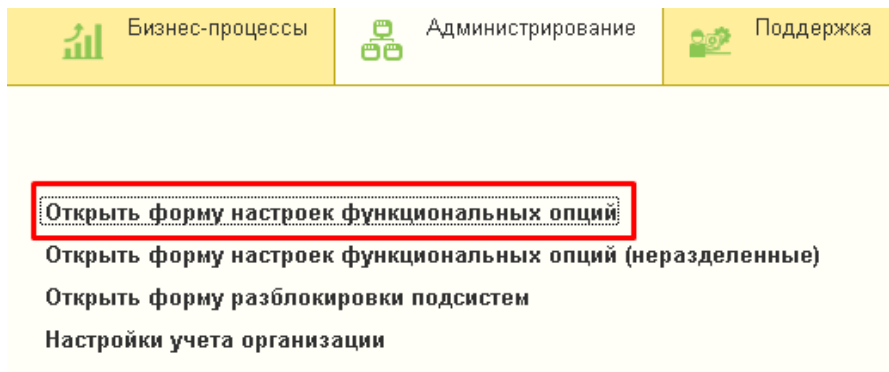 Бизнес-процессы Администрирование Поддержка
Открыть форму настроек функциональных опций
Открыть форму настроек функциональных опций (неразделенные)
Открыть форму разблокировки подсистем
Настройки учета организации